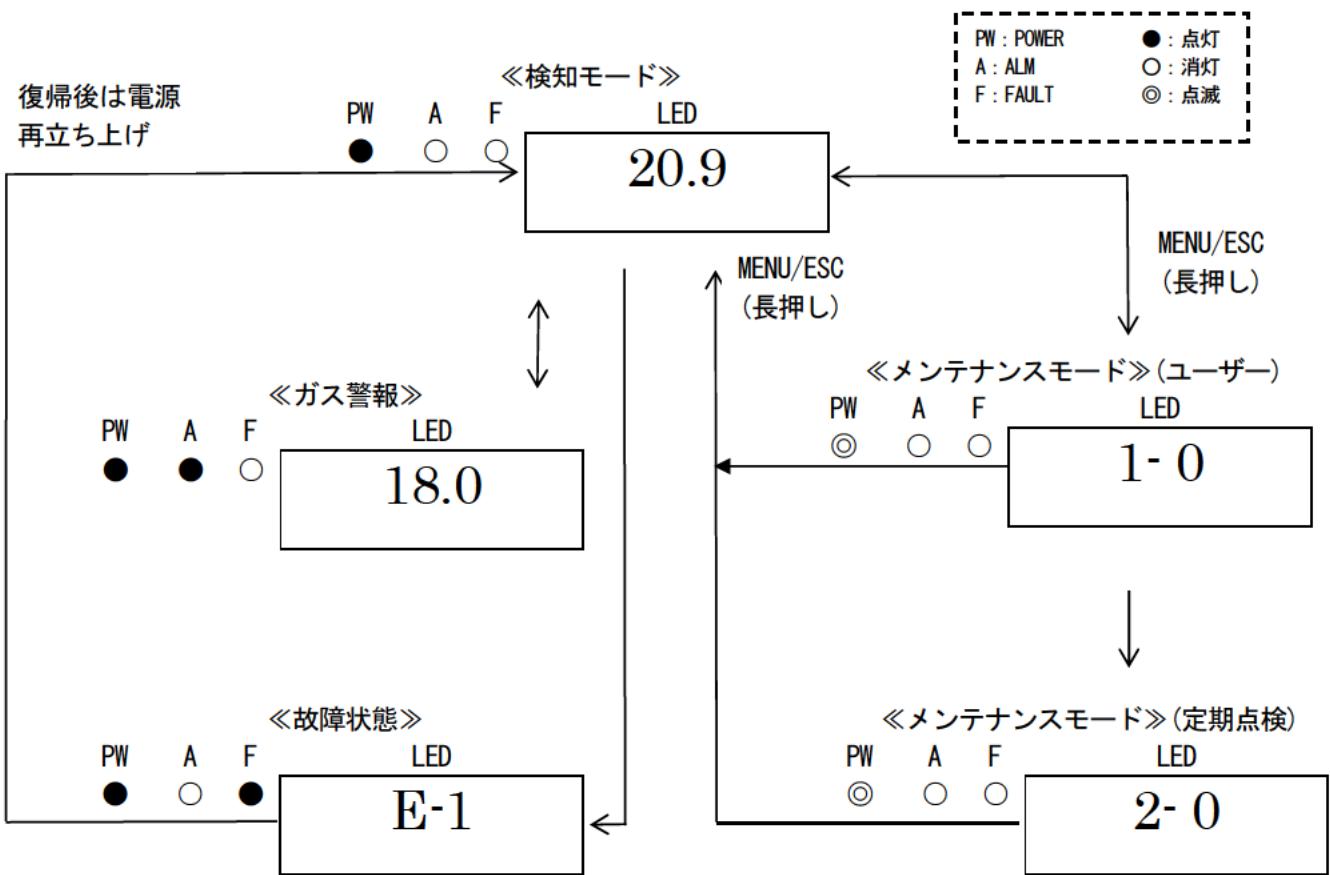 PW：POWER ●：点灯
A：ALM ○：消灯
F：FAULT ◎：点滅
復帰後は電源
再立ち上げ
≪検知モード≫
PW A F LED
● ○ ○
20.9
MENU/ESC
(長押し)
MENU/ESC
(長押し)
≪ガス警報≫
PW A F LED
● ● ○
18.0
≪メンテナンスモード≫(ユーザー)
PW A F LED
◎ ○ ○
1- 0
≪故障状態≫
PW A F LED
● ○ ●
E-1
≪メンテナンスモード≫(定期点検)
PW A F LED
◎ ○ ○
2- 0